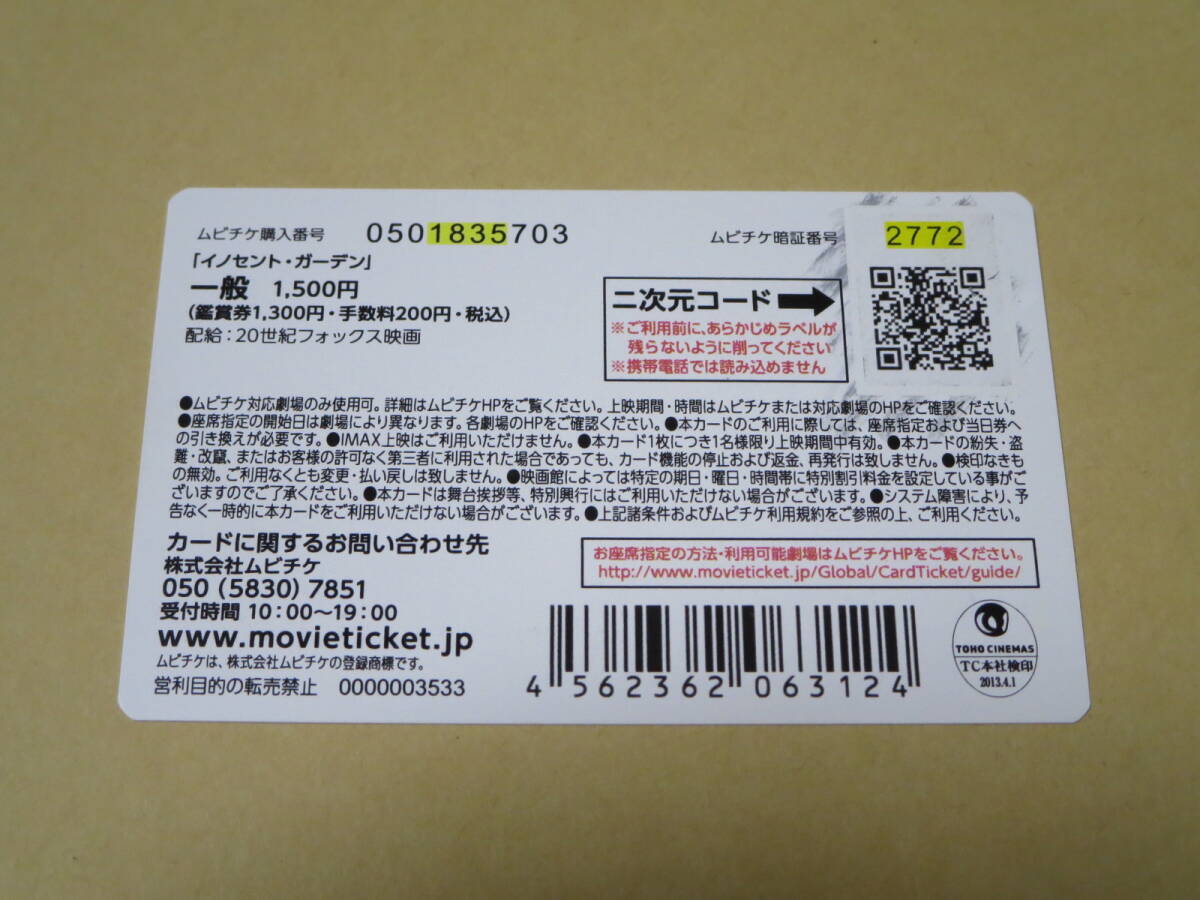 ムビチケ購入番号 0501835703
ムビチケ暗証番号 2772
「イノセント・ガーデン」
一般 1,500円
(鑑賞券1,300円・手数料200円・税込)
配給:20世紀フォックス映画
二次元コード
※ご利用前に、あらかじめラベルが
残らないように削ってください
※携帯電話では読み込めません
●ムビチケ対応劇場のみ使用可。詳細はムビチケHPをご覧ください。上映期間・時間はムビチケまたは対応劇場のHPをご確認ください。
●座席指定の開始日は劇場により異なります。各劇場のHPをご確認ください。●本カードのご利用に際しては、座席指定および当日券へ
の引き換えが必要です。●IMAX上映はご利用いただけません。●本カード1枚につき1名様限り上映期間中有効。●本カードの紛失・盗
難・改竄、またはお客様の許可なく第三者に利用された場合であっても、カード機能の停止および返金、再発行は致しません。●検印なきも
の無効。ご利用なくとも変更・払い戻しは致しません。●映画館によっては特定の期日・曜日・時間帯に特別割引料金を設定している事がご
ざいますのでご了承ください。●本カードは舞台挨拶等、特別興行にはご利用いただけない場合がございます。●システム障害により、予
告なく一時的に本カードをご利用いただけない場合がございます。●上記諸条件およびムビチケ利用規約をご参照の上、ご利用ください。
カードに関するお問い合わせ先
株式会社ムビチケ
050 (5830) 7851
受付時間 10:00〜19:00
www.movieticket.jp
ムビチケは、株式会社ムビチケの登録商標です。
営利目的の転売禁止 0000003533
お座席指定の方法・利用可能劇場はムビチケHPをご覧ください。
http://www.movieticket.jp/Global/CardTicket/guide/
4 562362 063124
TOHO CINEMAS
TC本社検印
2013.4.1